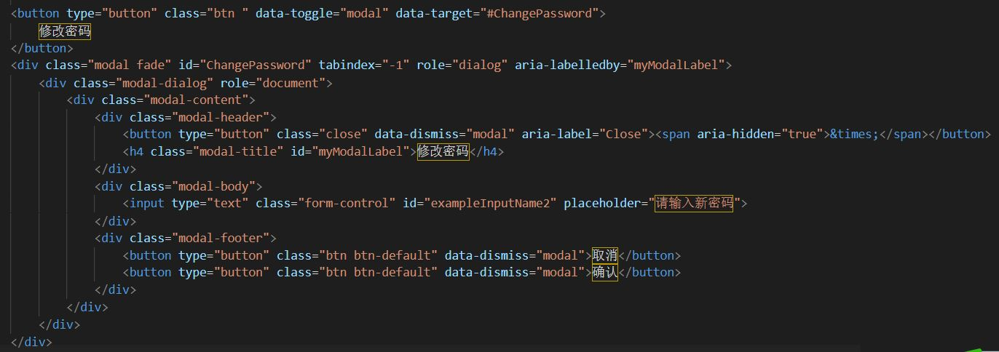 <button type="button" class="btn " data-toggle="modal" data-target="#ChangePassword">
修改密码
</button>
<div class="modal fade" id="ChangePassword" tabindex="-1" role="dialog" aria-labelledby="myModalLabel">
<div class="modal-dialog" role="document">
<div class="modal-content">
<div class="modal-header">
<button type="button" class="close" data-dismiss="modal" aria-label="Close"><span aria-hidden="true">&times;</span></button>
<h4 class="modal-title" id="myModalLabel">修改密码</h4>
</div>
<div class="modal-body">
<input type="text" class="form-control" id="exampleInputName2" placeholder="请输入新密码">
</div>
<div class="modal-footer">
<button type="button" class="btn btn-default" data-dismiss="modal">取消</button>
<button type="button" class="btn btn-default" data-dismiss="modal">确认</button>
</div>
</div>
</div>
</div>